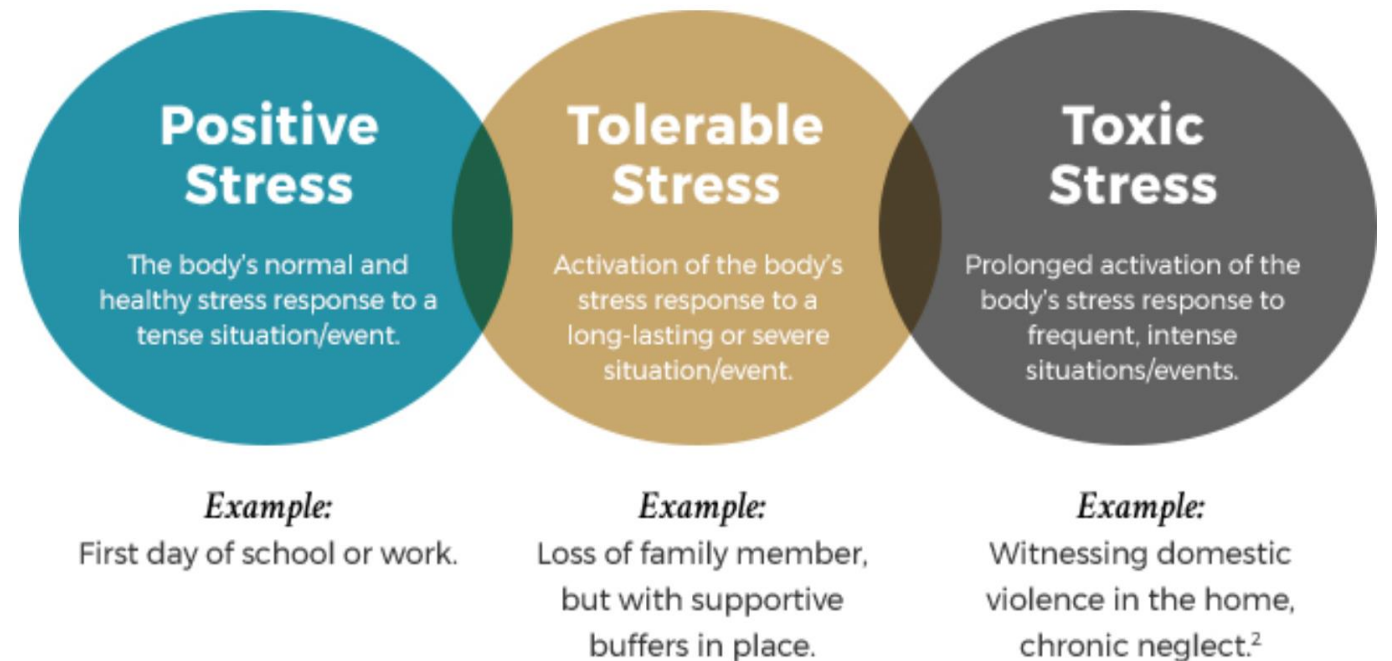 Positive
Stress
The body's normal and
healthy stress response to a
tense situation/event.
Tolerable
Stress
Activation of the body's
stress response to a
long-lasting or severe
situation/event.
Toxic
Stress
Prolonged activation of the
body's stress response to
frequent, intense
situations/events.
Example:
First day of school or work.
Example:
Loss of family member,
but with supportive
buffers in place.
Example:
Witnessing domestic
violence in the home,
chronic neglect.²